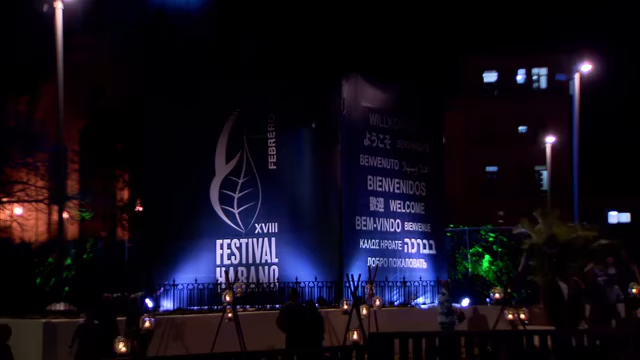 FEBRERO
XVIII
FESTIVAL
HABANO
WILLKOMMEN
ようこそ
BENVENUTO
BIENVENIDOS
歡迎 WELCOME
BEM-VINDO BIENVENUE
ΚΑΛΩΣ ΗΡΘΑΤΕ בברכה
ДОБРО ПОЖАЛОВАТЬ